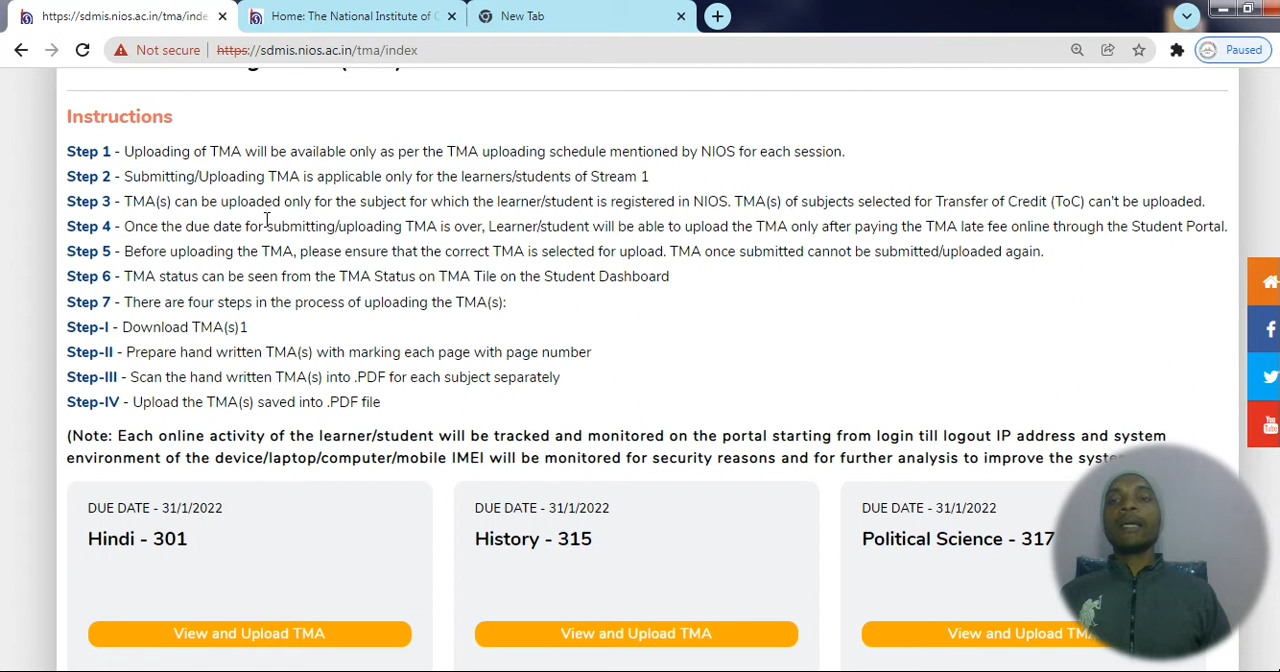 https://sdmis.nios.ac.in/tma/inde
Home: The National Institute of
New Tab
Not secure https://sdmis.nios.ac.in/tma/index
Paused
Instructions
Step 1 - Uploading of TMA will be available only as per the TMA uploading schedule mentioned by NIOS for each session.
Step 2 - Submitting/Uploading TMA is applicable only for the learners/students of Stream 1
Step 3 - TMA(s) can be uploaded only for the subject for which the learner/student is registered in NIOS. TMA(s) of subjects selected for Transfer of Credit (ToC) can't be uploaded.
Step 4 - Once the due date for submitting/uploading TMA is over, Learner/student will be able to upload the TMA only after paying the TMA late fee online through the Student Portal.
Step 5 - Before uploading the TMA, please ensure that the correct TMA is selected for upload. TMA once submitted cannot be submitted/uploaded again.
Step 6 - TMA status can be seen from the TMA Status on TMA Tile on the Student Dashboard
Step 7 - There are four steps in the process of uploading the TMA(s):
Step-I - Download TMA(s)1
Step-II - Prepare hand written TMA(s) with marking each page with page number
Step-III - Scan the hand written TMA(s) into .PDF for each subject separately
Step-IV - Upload the TMA(s) saved into .PDF file
(Note: Each online activity of the learner/student will be tracked and monitored on the portal starting from login till logout IP address and system
environment of the device/laptop/computer/mobile IMEI will be monitored for security reasons and for further analysis to improve the system
DUE DATE - 31/1/2022
Hindi - 301
View and Upload TMA
DUE DATE - 31/1/2022
History - 315
View and Upload TMA
DUE DATE - 31/1/2022
Political Science - 317
View and Upload TMA